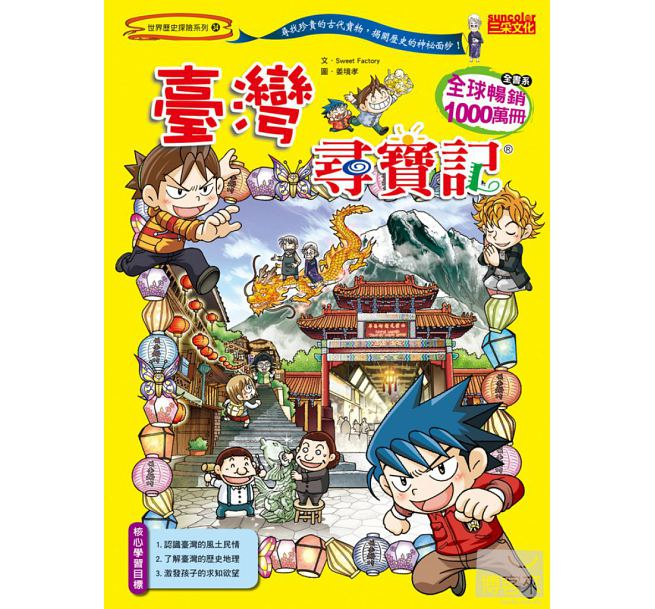 世界歷史探險系列 34
尋找珍貴的古代寶物，揭開歷史的神祕面紗！
suncolor
三采文化
文・Sweet Factory
圖・姜境孝
臺灣
尋寶記®
全書系
全球暢銷
1000萬冊
核心學習目標
1. 認識臺灣的風土民情
2. 了解臺灣的歷史地理
3. 激發孩子的求知欲望